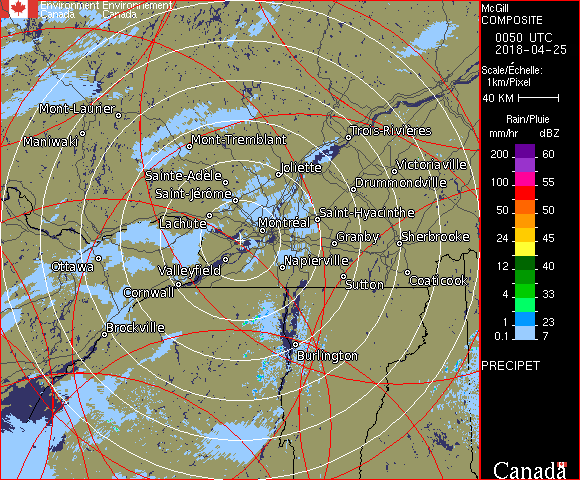 Environment Environnement
Canada Canada
Mont-Laurier
Maniwaki
Mont-Tremblant
Trois-Rivières
Joliette
Victoriaville
Sainte-Adèle
Drummondville
Saint-Jérôme
Lachute
Saint-Hyacinthe
Montréal
Granby
Sherbrooke
Ottawa
Valleyfield
Napierville
Sutton
Coaticook
Cornwall
Brockville
Burlington
McGill
COMPOSITE
0050 UTC
2018-04-25
Scale/Échelle:
1km/Pixel
40 KM
Rain/Pluie
mm/hr dBZ
200 60
100 55
50 50
24 45
12 40
4 33
1 23
0.1 7
PRECIPET
Canada